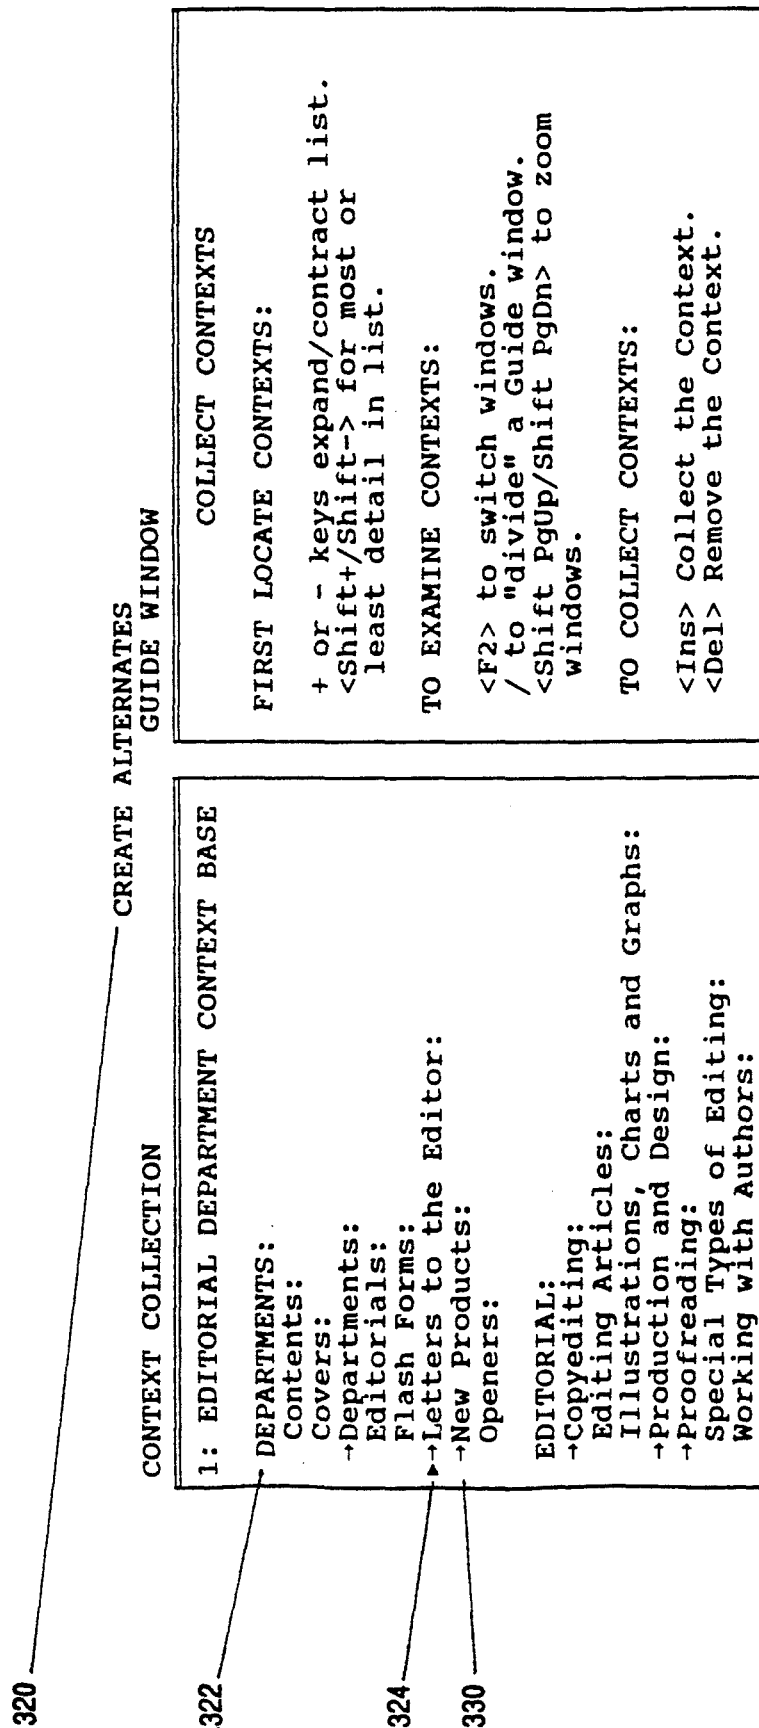 320
CREATE ALTERNATES
CONTEXT COLLECTION
GUIDE WINDOW
1: EDITORIAL DEPARTMENT CONTEXT BASE
322
DEPARTMENTS:
Contents:
Covers:
→Departments:
Editorials:
Flash Forms:
324
▲→Letters to the Editor:
330
→New Products:
Openers:
EDITORIAL:
→Copyediting:
Editing Articles:
Illustrations, Charts and Graphs:
→Production and Design:
→Proofreading:
Special Types of Editing:
Working with Authors:
COLLECT CONTEXTS
FIRST LOCATE CONTEXTS:
+ or - keys expand/contract list.
<Shift+/Shift-> for most or
least detail in list.
TO EXAMINE CONTEXTS:
<F2> to switch windows.
/ to "divide" a Guide window.
<Shift PgUp/Shift PgDn> to zoom
windows.
TO COLLECT CONTEXTS:
<Ins> Collect the Context.
<Del> Remove the Context.